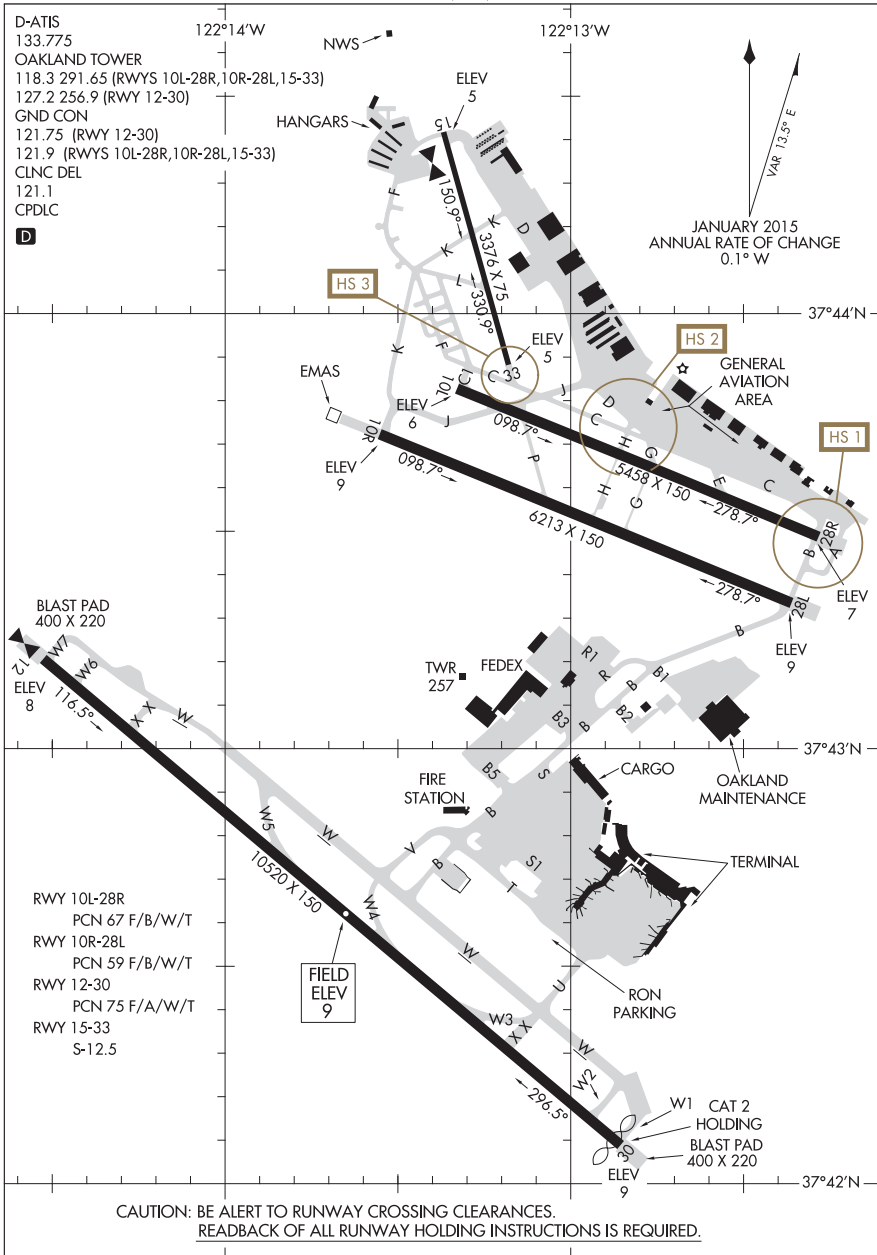 D-ATIS
133.775
OAKLAND TOWER
118.3 291.65 (RWYS 10L-28R,10R-28L,15-33)
127.2 256.9 (RWY 12-30)
GND CON
121.75 (RWY 12-30)
121.9 (RWYS 10L-28R,10R-28L,15-33)
CLNC DEL
121.1
CPDLC
D
122°14'W
122°13'W
NWS
HANGARS
ELEV
5
15
VAR 13.5° E
JANUARY 2015
ANNUAL RATE OF CHANGE
0.1° W
F
150.9°
3376 X 75
330.9°
K
K
D
L
HS 3
37°44'N
HS 2
K
F
C 33
ELEV
5
GENERAL
AVIATION
AREA
EMAS
C1
10L
ELEV
6
J
J
D
C
H
G
HS 1
10R
ELEV
9
098.7°
098.7°
5458 X 150
278.7°
P
H
G
E
C
6213 X 150
278.7°
28R
A
B
28L
ELEV
7
ELEV
9
B
BLAST PAD
400 X 220
W7
W6
12
ELEV
8
116.5°
X X
W
TWR
257
FEDEX
R1
R
B
B1
B2
B3
B
37°43'N
OAKLAND
MAINTENANCE
CARGO
B5
S
FIRE
STATION
B
W5
W
V
B
S1
T
TERMINAL
10520 X 150
W4
RWY 10L-28R
PCN 67 F/B/W/T
RWY 10R-28L
PCN 59 F/B/W/T
RWY 12-30
PCN 75 F/A/W/T
RWY 15-33
S-12.5
FIELD
ELEV
9
W
U
RON
PARKING
W3
X X
W
W2
296.5°
W1
CAT 2
HOLDING
30
BLAST PAD
400 X 220
ELEV
9
37°42'N
CAUTION: BE ALERT TO RUNWAY CROSSING CLEARANCES.
READBACK OF ALL RUNWAY HOLDING INSTRUCTIONS IS REQUIRED.